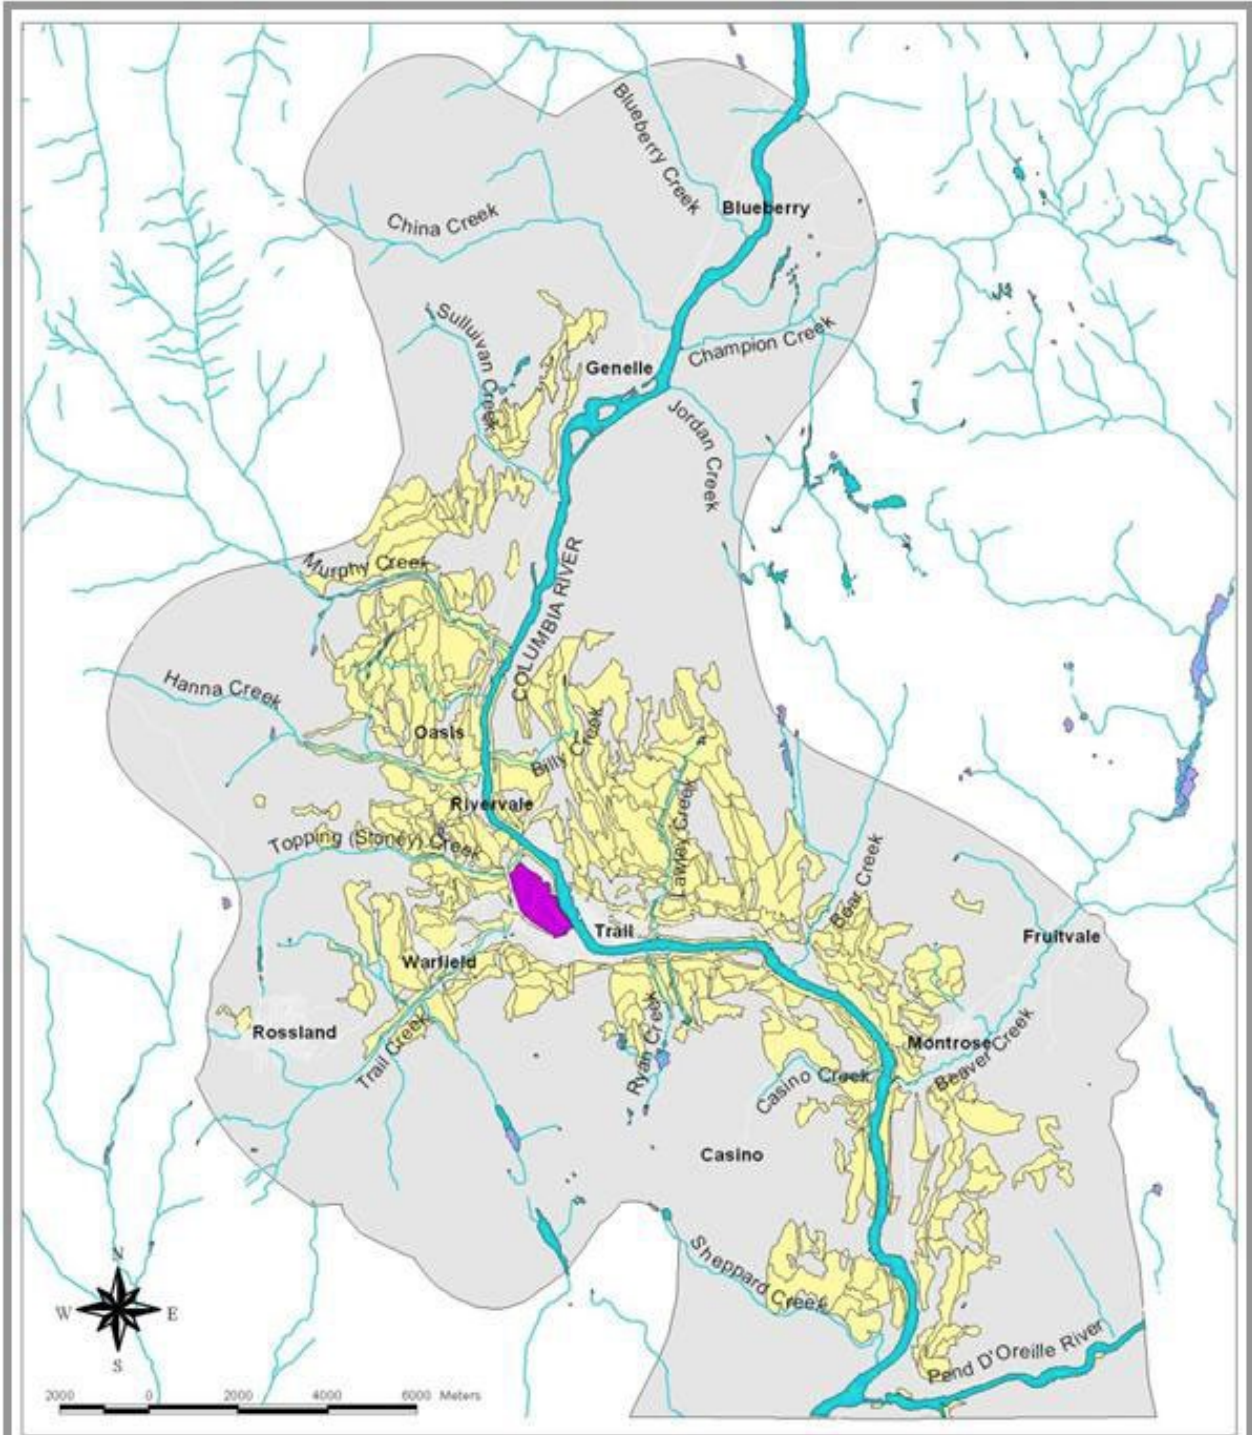 Blueberry Creek
Blueberry
China Creek
Sulluivan Creek
Champion Creek
Genelle
Jordan Creek
COLUMBIA RIVER
Murphy Creek
Hanna Creek
Oasis
Billy Creek
Rivervale
Topping (Stoney) Creek
Lawley Creek
Bear Creek
Trail
Fruitvale
Warfield
Rossland
Trail Creek
Ryan Creek
Montrose
Beaver Creek
Casino Creek
Casino
Sheppard Creek
Pend D'Oreille River
N
W E
S
2000 0 2000 4000 6000 Meters